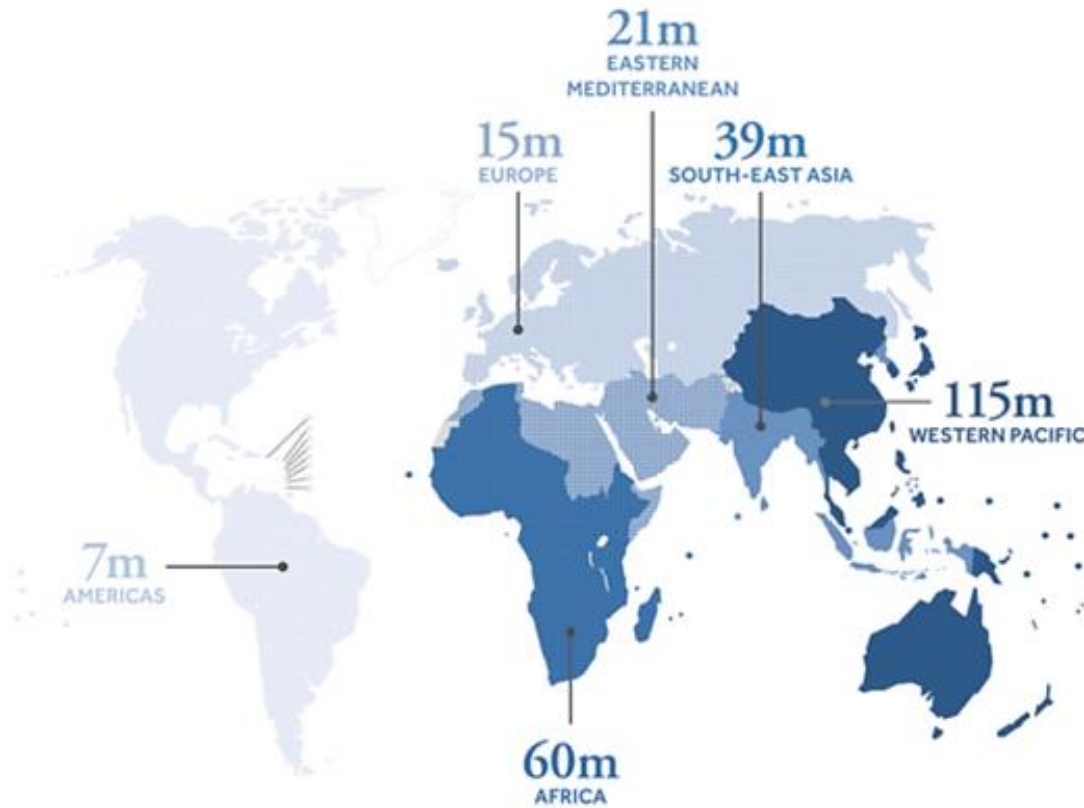 21m
EASTERN
MEDITERRANEAN
15m
EUROPE
39m
SOUTH-EAST ASIA
115m
WESTERN PACIFIC
7m
AMERICAS
60m
AFRICA